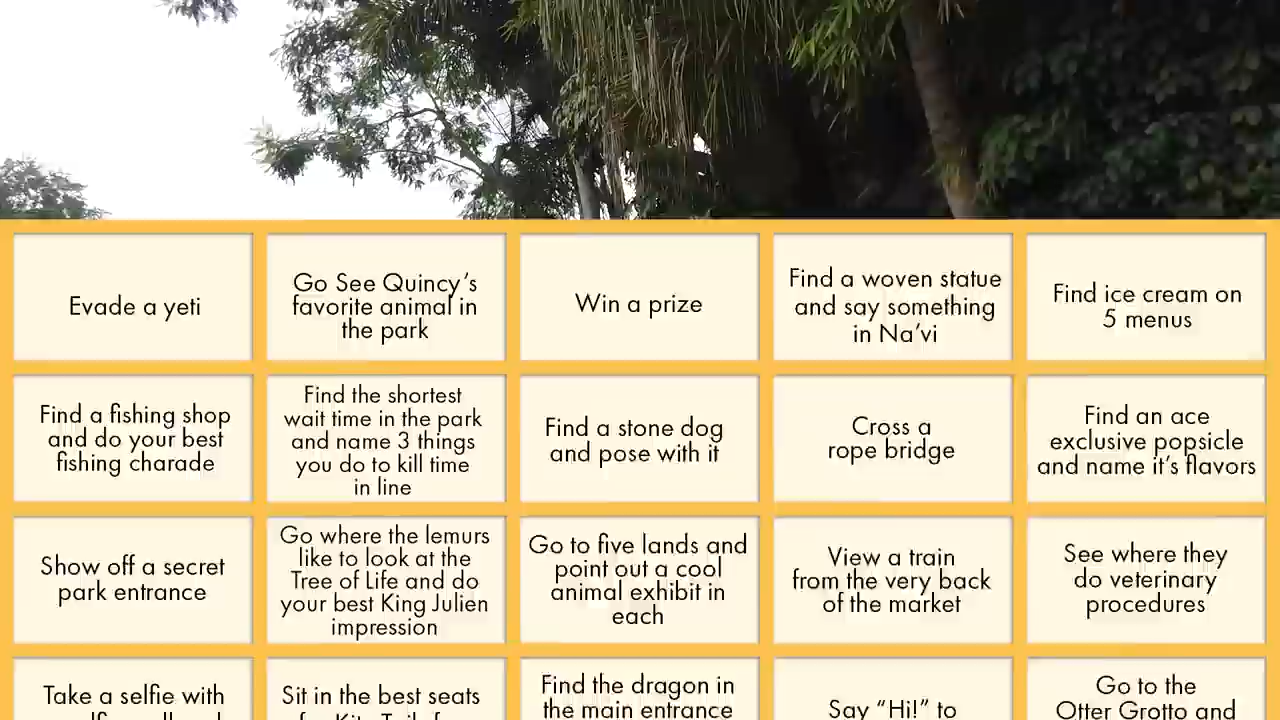 Evade a yeti
Go See Quincy's
favorite animal in
the park
Win a prize
Find a woven statue
and say something
in Na'vi
Find ice cream on
5 menus
Find a fishing shop
and do your best
fishing charade
Find the shortest
wait time in the park
and name 3 things
you do to kill time
in line
Find a stone dog
and pose with it
Cross a
rope bridge
Find an ace
exclusive popsicle
and name it's flavors
Show off a secret
park entrance
Go where the lemurs
like to look at the
Tree of Life and do
your best King Julien
impression
Go to five lands and
point out a cool
animal exhibit in
each
View a train
from the very back
of the market
See where they
do veterinary
procedures
Take a selfie with
Sit in the best seats
Find the dragon in
the main entrance
Say "Hi!" to
Go to the
Otter Grotto and